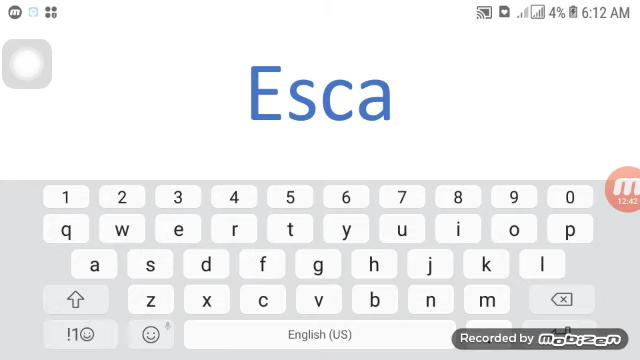 4% 6:12 AM
Esca
1 2 3 4 5 6 7 8 9 0
q w e r t y u i o p
12:42
a s d f g h j k l
z x c v b n m
!1☺ English (US)
Recorded by mobizen